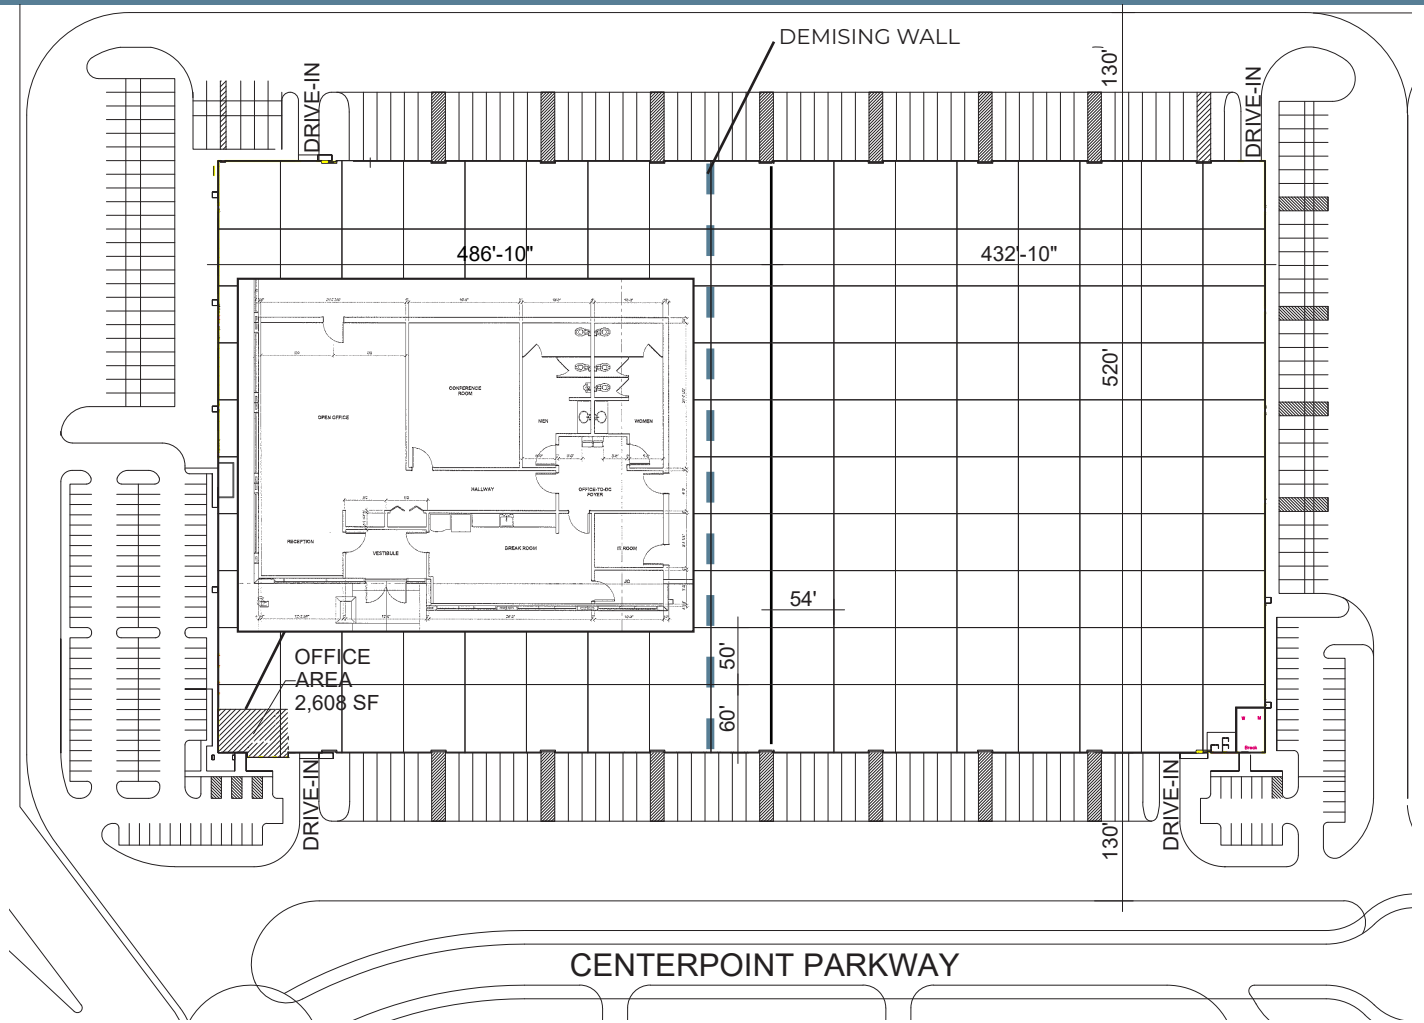 DEMISING WALL
130'
DRIVE-IN
DRIVE-IN
486'-10"
432'-10"
520'
CONFERENCE
ROOM
OPEN OFFICE
MEN
WOMEN
HALLWAY
OFFICE-TO-DC
FOYER
RECEPTION
VESTIBULE
BREAK ROOM
IT ROOM
54'
50'
60'
OFFICE
AREA
2,608 SF
W M
Break
DRIVE-IN
130'
DRIVE-IN
CENTERPOINT PARKWAY